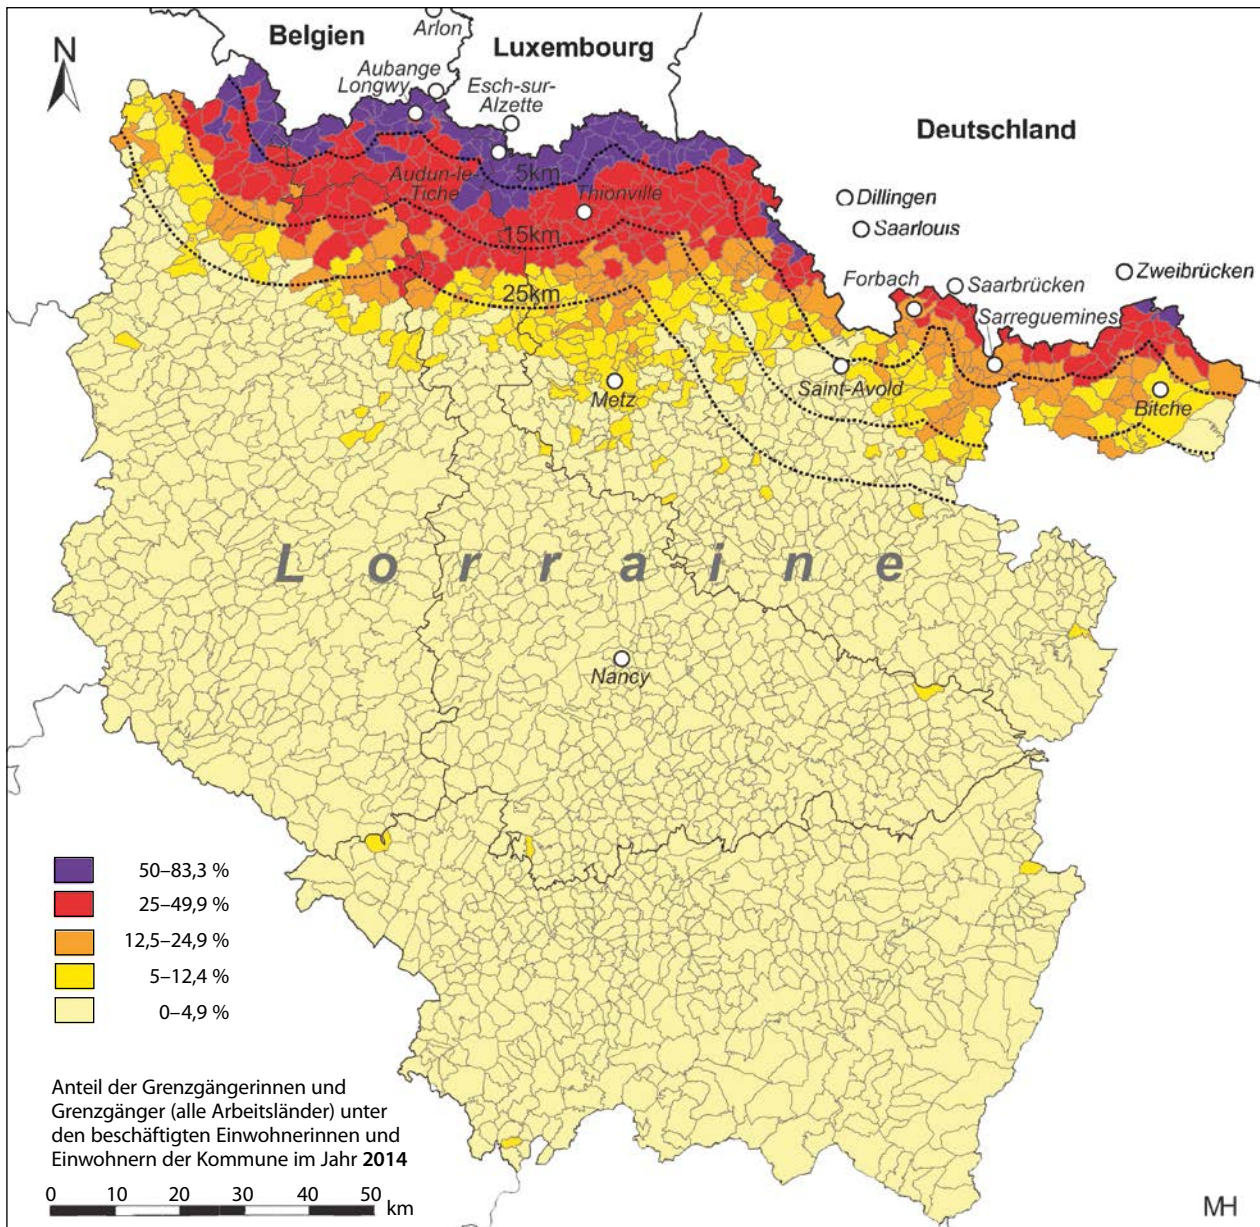 Arlon
Belgien
Luxembourg
N
Aubange
Longwy
Esch-sur-
Alzette
Deutschland
5km
Audun-le-
Tiche
Thionville
Dillingen
15km
Saarlouis
Forbach
Zweibrücken
25km
Saarbrücken
Sarreguemines
Saint-Avold
Metz
Bitche
Lorraine
Nancy
50–83,3 %
25–49,9 %
12,5–24,9 %
5–12,4 %
0–4,9 %
Anteil der Grenzgängerinnen und
Grenzgänger (alle Arbeitsländer) unter
den beschäftigten Einwohnerinnen und
Einwohnern der Kommune im Jahr 2014
0 10 20 30 40 50
km
MH